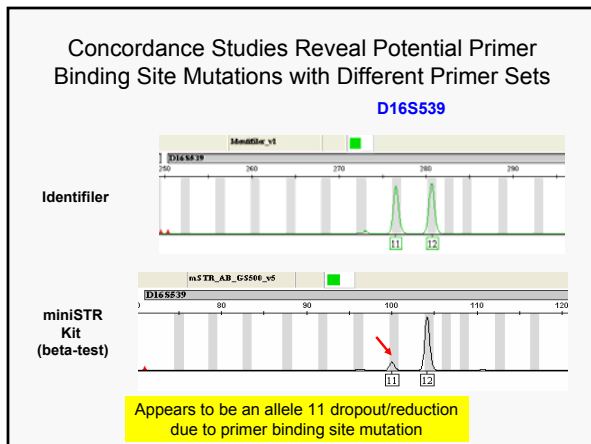 Concordance Studies Reveal Potential Primer
Binding Site Mutations with Different Primer Sets
D16S539
Identifiler
Identifiler_v1
D16S539
250 260 270 280 290
11 12
miniSTR
Kit
(beta-test)
mSTR_AB_GS500_v5
D16S539
80 90 100 110 120
11 12
Appears to be an allele 11 dropout/reduction
due to primer binding site mutation